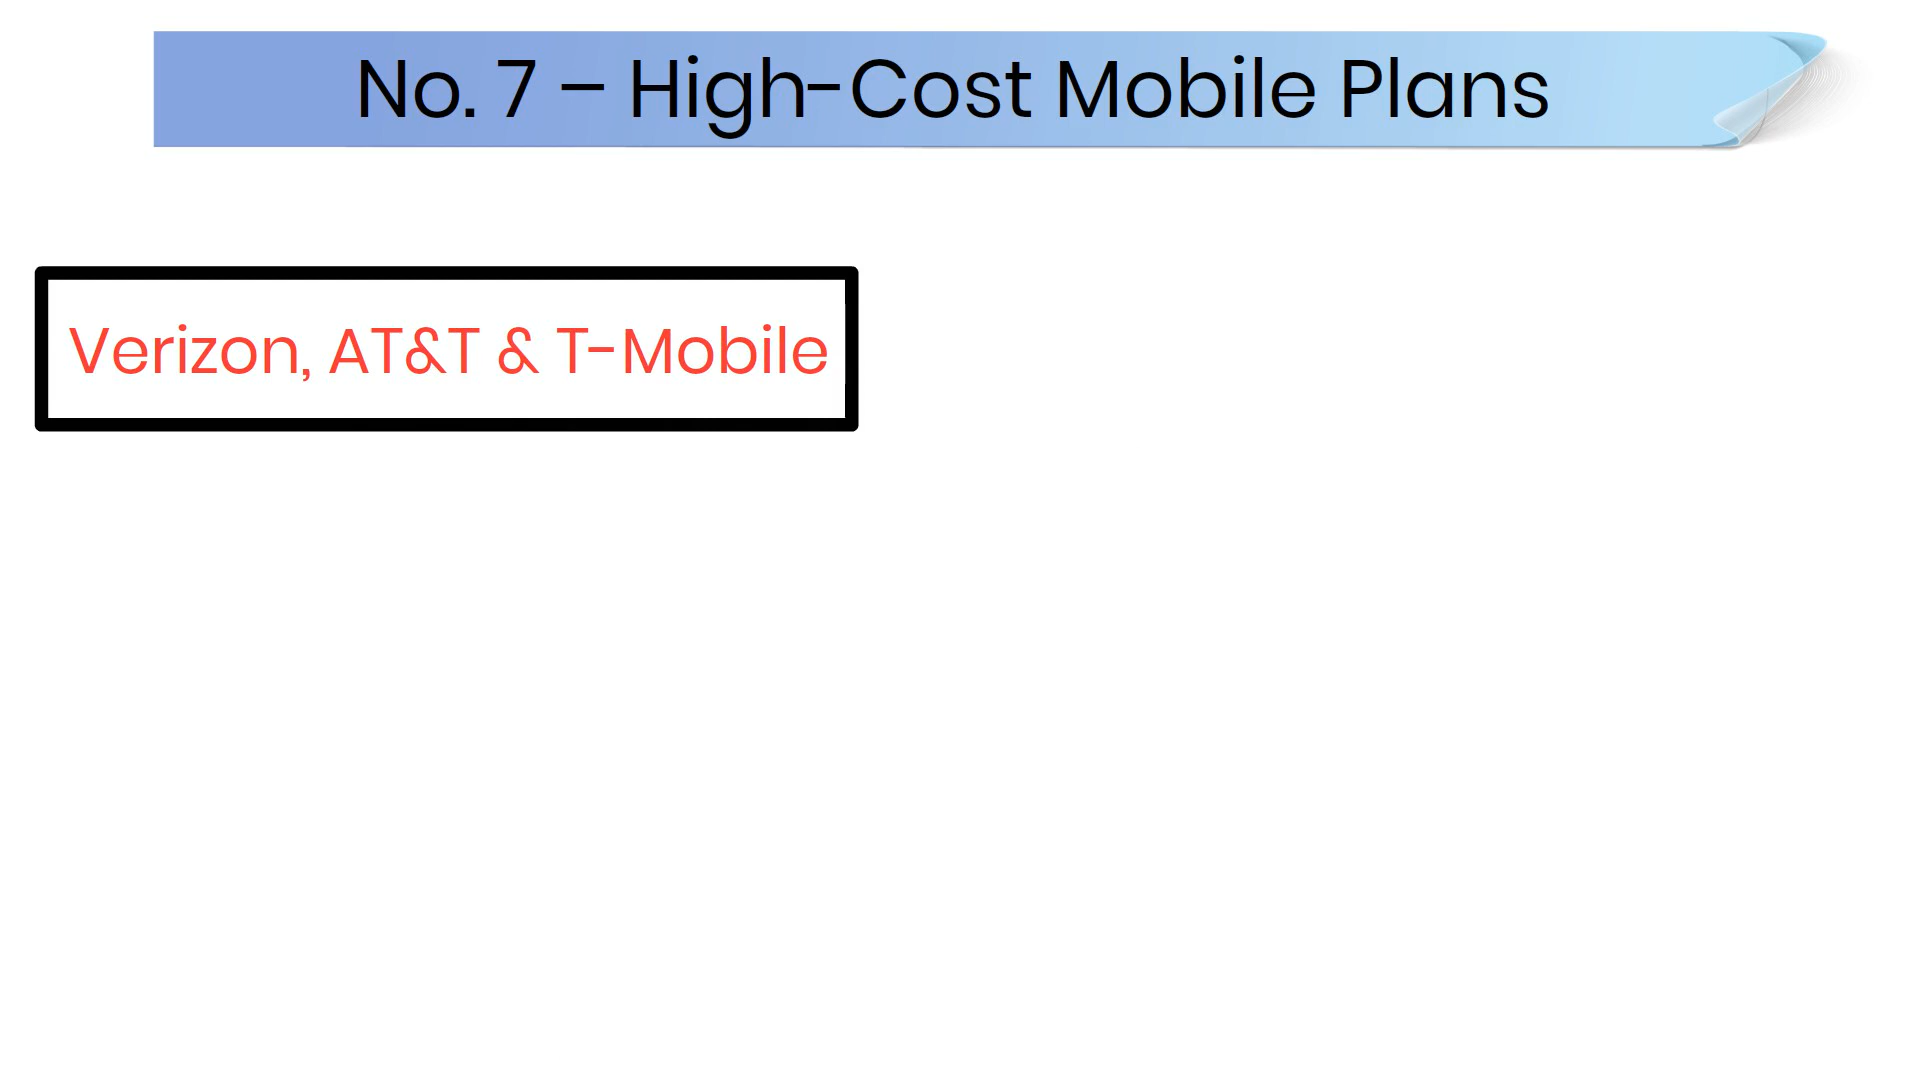 No. 7 – High-Cost Mobile Plans
Verizon, AT&T & T-Mobile